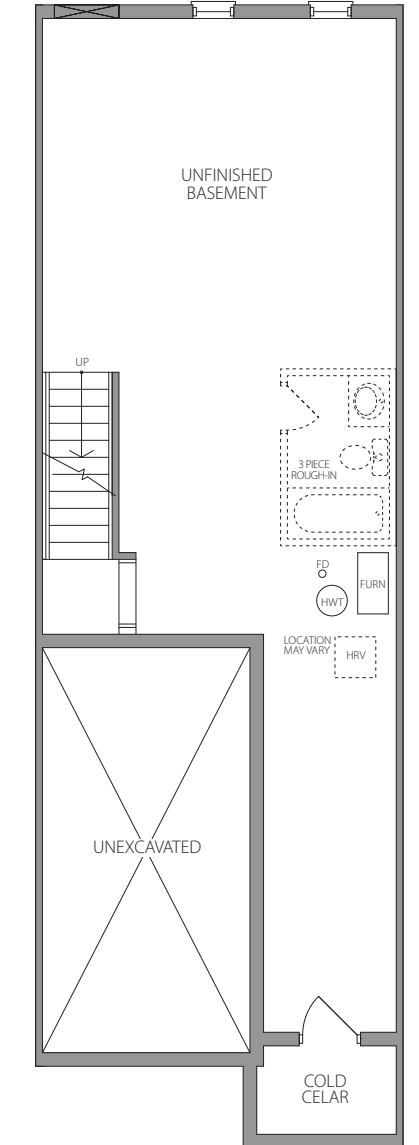 UNFINISHED
BASEMENT
UP
3 PIECE
ROUGH-IN
FD
FURN
HWT
LOCATION
MAY VARY
HRV
UNEXCAVATED
COLD
CELAR